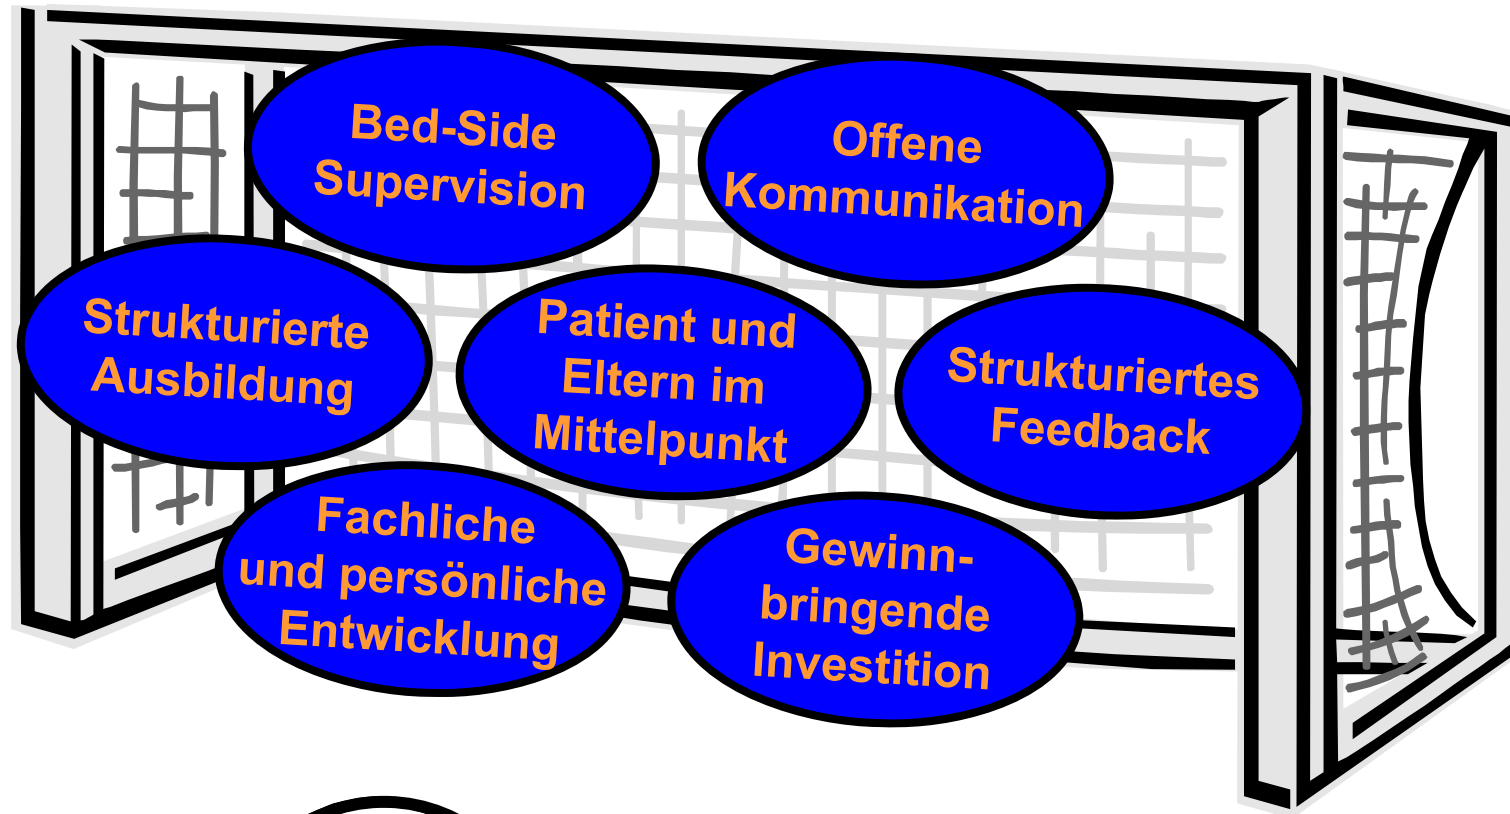 Bed-Side
Supervision
Offene
Kommunikation
Strukturierte
Ausbildung
Patient und
Eltern im
Mittelpunkt
Strukturiertes
Feedback
Fachliche
und persönliche
Entwicklung
Gewinn-
bringende
Investition